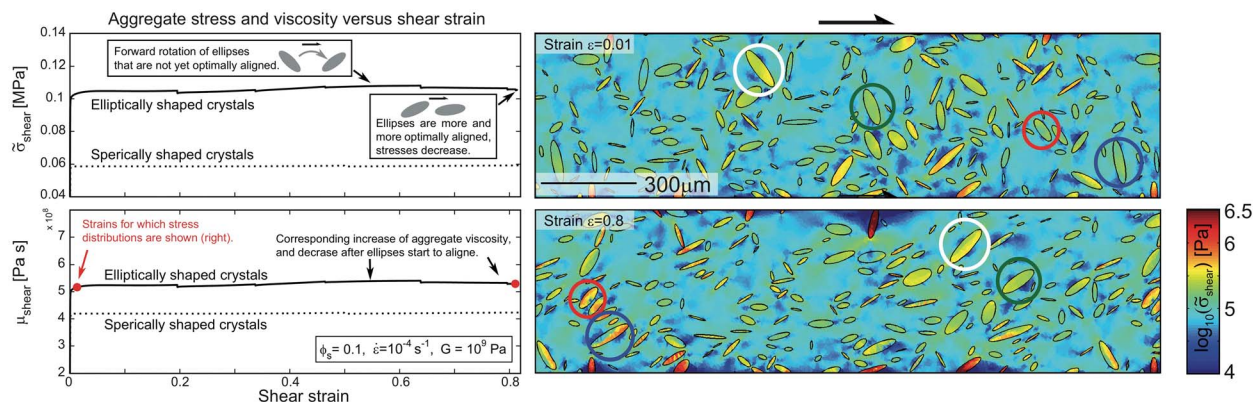 Aggregate stress and viscosity versus shear strain
0.14
0.12
0.1
0.08
0.06
0.04
σ̃shear [MPa]
Forward rotation of ellipses
that are not yet optimally aligned.
Elliptically shaped crystals
Ellipses are more and
more optimally aligned,
stresses decrease.
Sperically shaped crystals
x 10⁸
7
6
5
4
3
2
μshear [Pa s]
Strains for which stress
distributions are shown (right).
Corresponding increase of aggregate viscosity,
and decrase after ellipses start to aligne.
Elliptically shaped crystals
Sperically shaped crystals
ϕs = 0.1, ε̇=10⁻⁴ s⁻¹, G = 10⁹ Pa
0 0.2 0.4 0.6 0.8
Shear strain
Strain ε=0.01
300μm
Strain ε=0.8
6.5
6
5
4
log₁₀(σ̃shear) [Pa]